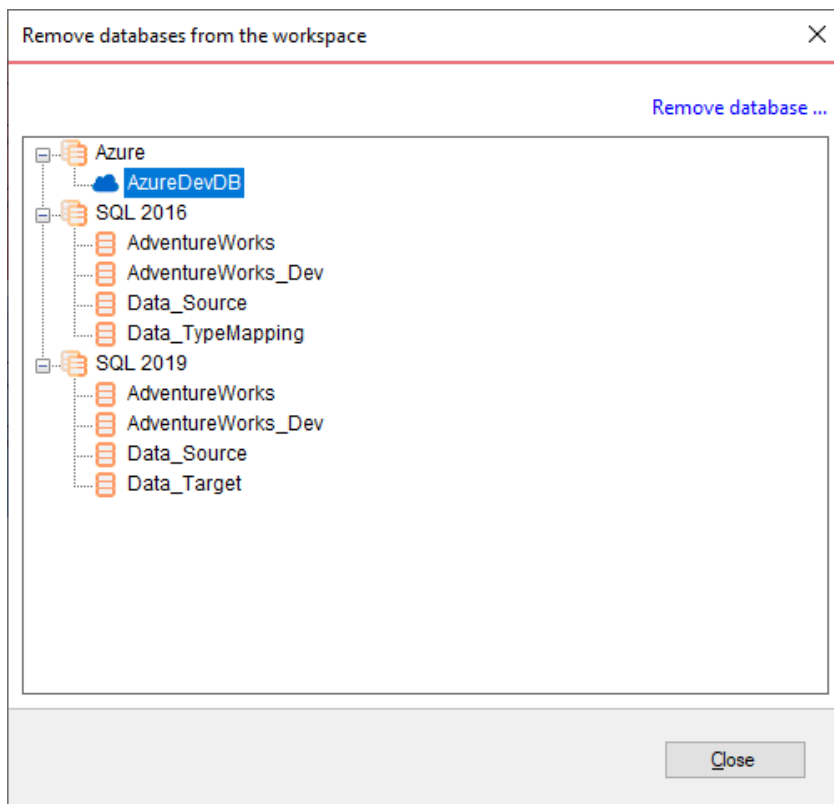 Remove databases from the workspace
Remove database ...
Azure
AzureDevDB
SQL 2016
AdventureWorks
AdventureWorks_Dev
Data_Source
Data_TypeMapping
SQL 2019
AdventureWorks
AdventureWorks_Dev
Data_Source
Data_Target
Close